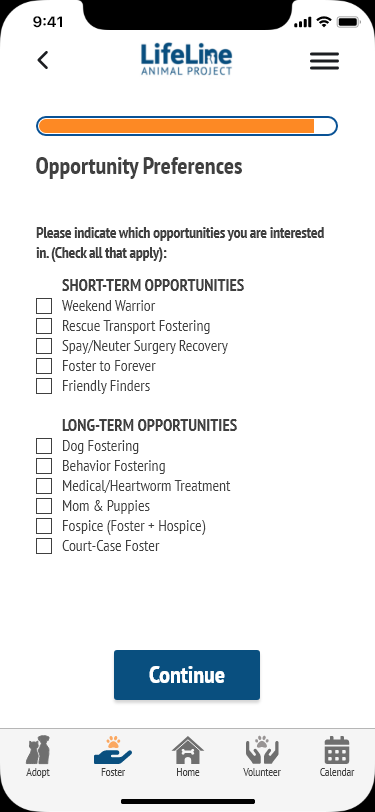 9:41
LifeLine
ANIMAL PROJECT
Opportunity Preferences
Please indicate which opportunities you are interested
in. (Check all that apply):
SHORT-TERM OPPORTUNITIES
Weekend Warrior
Rescue Transport Fostering
Spay/Neuter Surgery Recovery
Foster to Forever
Friendly Finders
LONG-TERM OPPORTUNITIES
Dog Fostering
Behavior Fostering
Medical/Heartworm Treatment
Mom & Puppies
Fospice (Foster + Hospice)
Court-Case Foster
Continue
Adopt Foster Home Volunteer Calendar